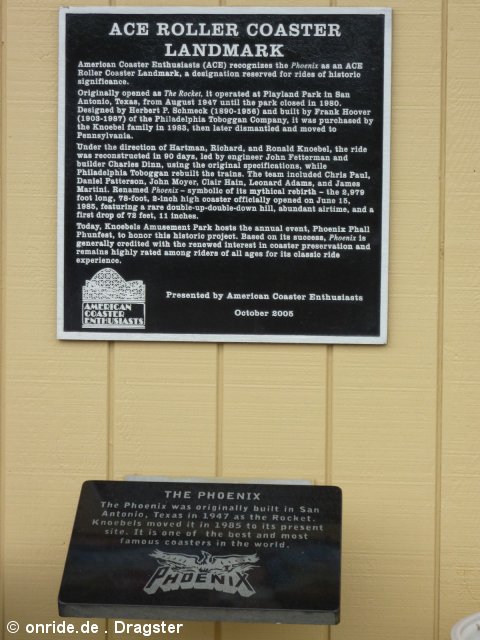 ACE ROLLER COASTER
LANDMARK
American Coaster Enthusiasts (ACE) recognizes the Phoenix as an ACE
Roller Coaster Landmark, a designation reserved for rides of historic
significance.
Originally opened as The Rocket, it operated at Playland Park in San
Antonio, Texas, from August 1947 until the park closed in 1980.
Designed by Herbert P. Schmeck (1890-1956) and built by Frank Hoover
(1903-1987) of the Philadelphia Toboggan Company, it was purchased by
the Knoebel family in 1983, then later dismantled and moved to
Pennsylvania.
Under the direction of Hartman, Richard, and Ronald Knoebel, the ride
was reconstructed in 90 days, led by engineer John Fetterman and
builder Charles Dinn, using the original specifications, while
Philadelphia Toboggan rebuilt the trains. The team included Chris Paul,
Daniel Patterson, John Moyer, Clair Hain, Leonard Adams, and James
Martini. Renamed Phoenix – symbolic of its mythical rebirth – the 2,979
foot long, 78-foot, 2-inch high coaster officially opened on June 15,
1985, featuring a rare double-up-double-down hill, abundant airtime, and a
first drop of 72 feet, 11 inches.
Today, Knoebels Amusement Park hosts the annual event, Phoenix Phall
Phunfest, to honor this historic project. Based on its success, Phoenix is
generally credited with the renewed interest in coaster preservation and
remains highly rated among riders of all ages for its classic ride
experience.
AMERICAN
COASTER
ENTHUSIASTS
Presented by American Coaster Enthusiasts
October 2005
THE PHOENIX
The Phoenix was originally built in San
Antonio, Texas in 1947 as the Rocket.
Knoebels moved it in 1985 to its present
site. It is one of the best and most
famous coasters in the world.
PHOENIX
© onride.de . Dragster